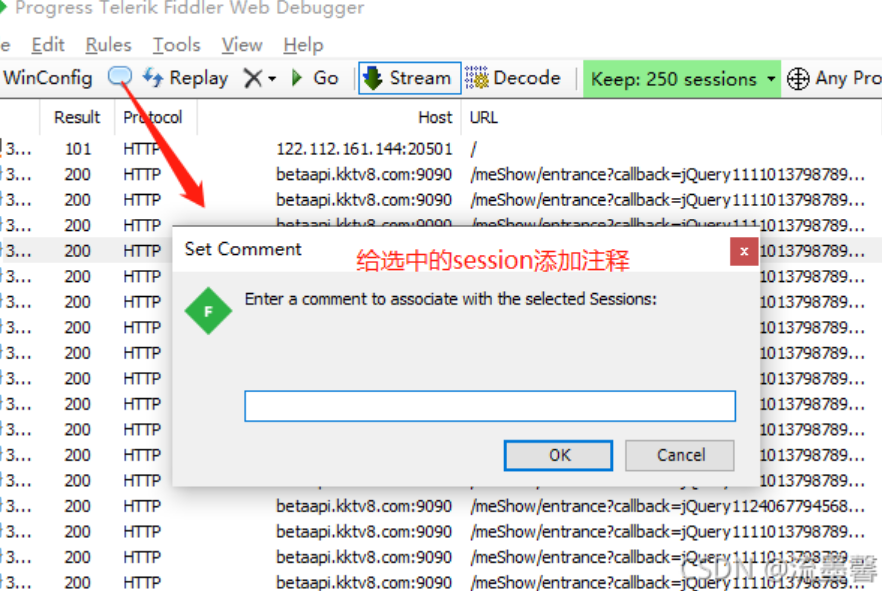 Progress Telerik Fiddler Web Debugger
e Edit Rules Tools View Help
WinConfig Replay Go Stream Decode Keep: 250 sessions Any Pro
Result Protocol Host URL
3... 101 HTTP 122.112.161.144:20501 /
3... 200 HTTP betaapi.kktv8.com:9090 /meShow/entrance?callback=jQuery1111013798789...
3... 200 HTTP betaapi.kktv8.com:9090 /meShow/entrance?callback=jQuery1111013798789...
3... 200 HTTP betaapi.kktv8.com:9090 /meShow/entrance?callback=jQuery1111013798789...
3... 200 HTTP 1013798789...
Set Comment
给选中的session添加注释
x
3... 200 HTTP 1013798789...
F
Enter a comment to associate with the selected Sessions:
3... 200 HTTP 1013798789...
3... 200 HTTP 1013798789...
3... 200 HTTP 1013798789...
3... 200 HTTP 1013798789...
3... 200 HTTP 1013798789...
3... 200 HTTP 1013798789...
3... 200 HTTP 1013798789...
OK Cancel
3... 200 HTTP 1013798789...
3... 200 HTTP betaapi.kktv8.com:9090 /meShow/entrance?callback=jQuery1124067794568...
3... 200 HTTP betaapi.kktv8.com:9090 /meShow/entrance?callback=jQuery1111013798789...
3... 200 HTTP betaapi.kktv8.com:9090 /meShow/entrance?callback=jQuery1111013798789...
3... 200 HTTP betaapi.kktv8.com:9090 /meShow/entrance?callback=jQuery1111013798789...
CSDN @流墨馨